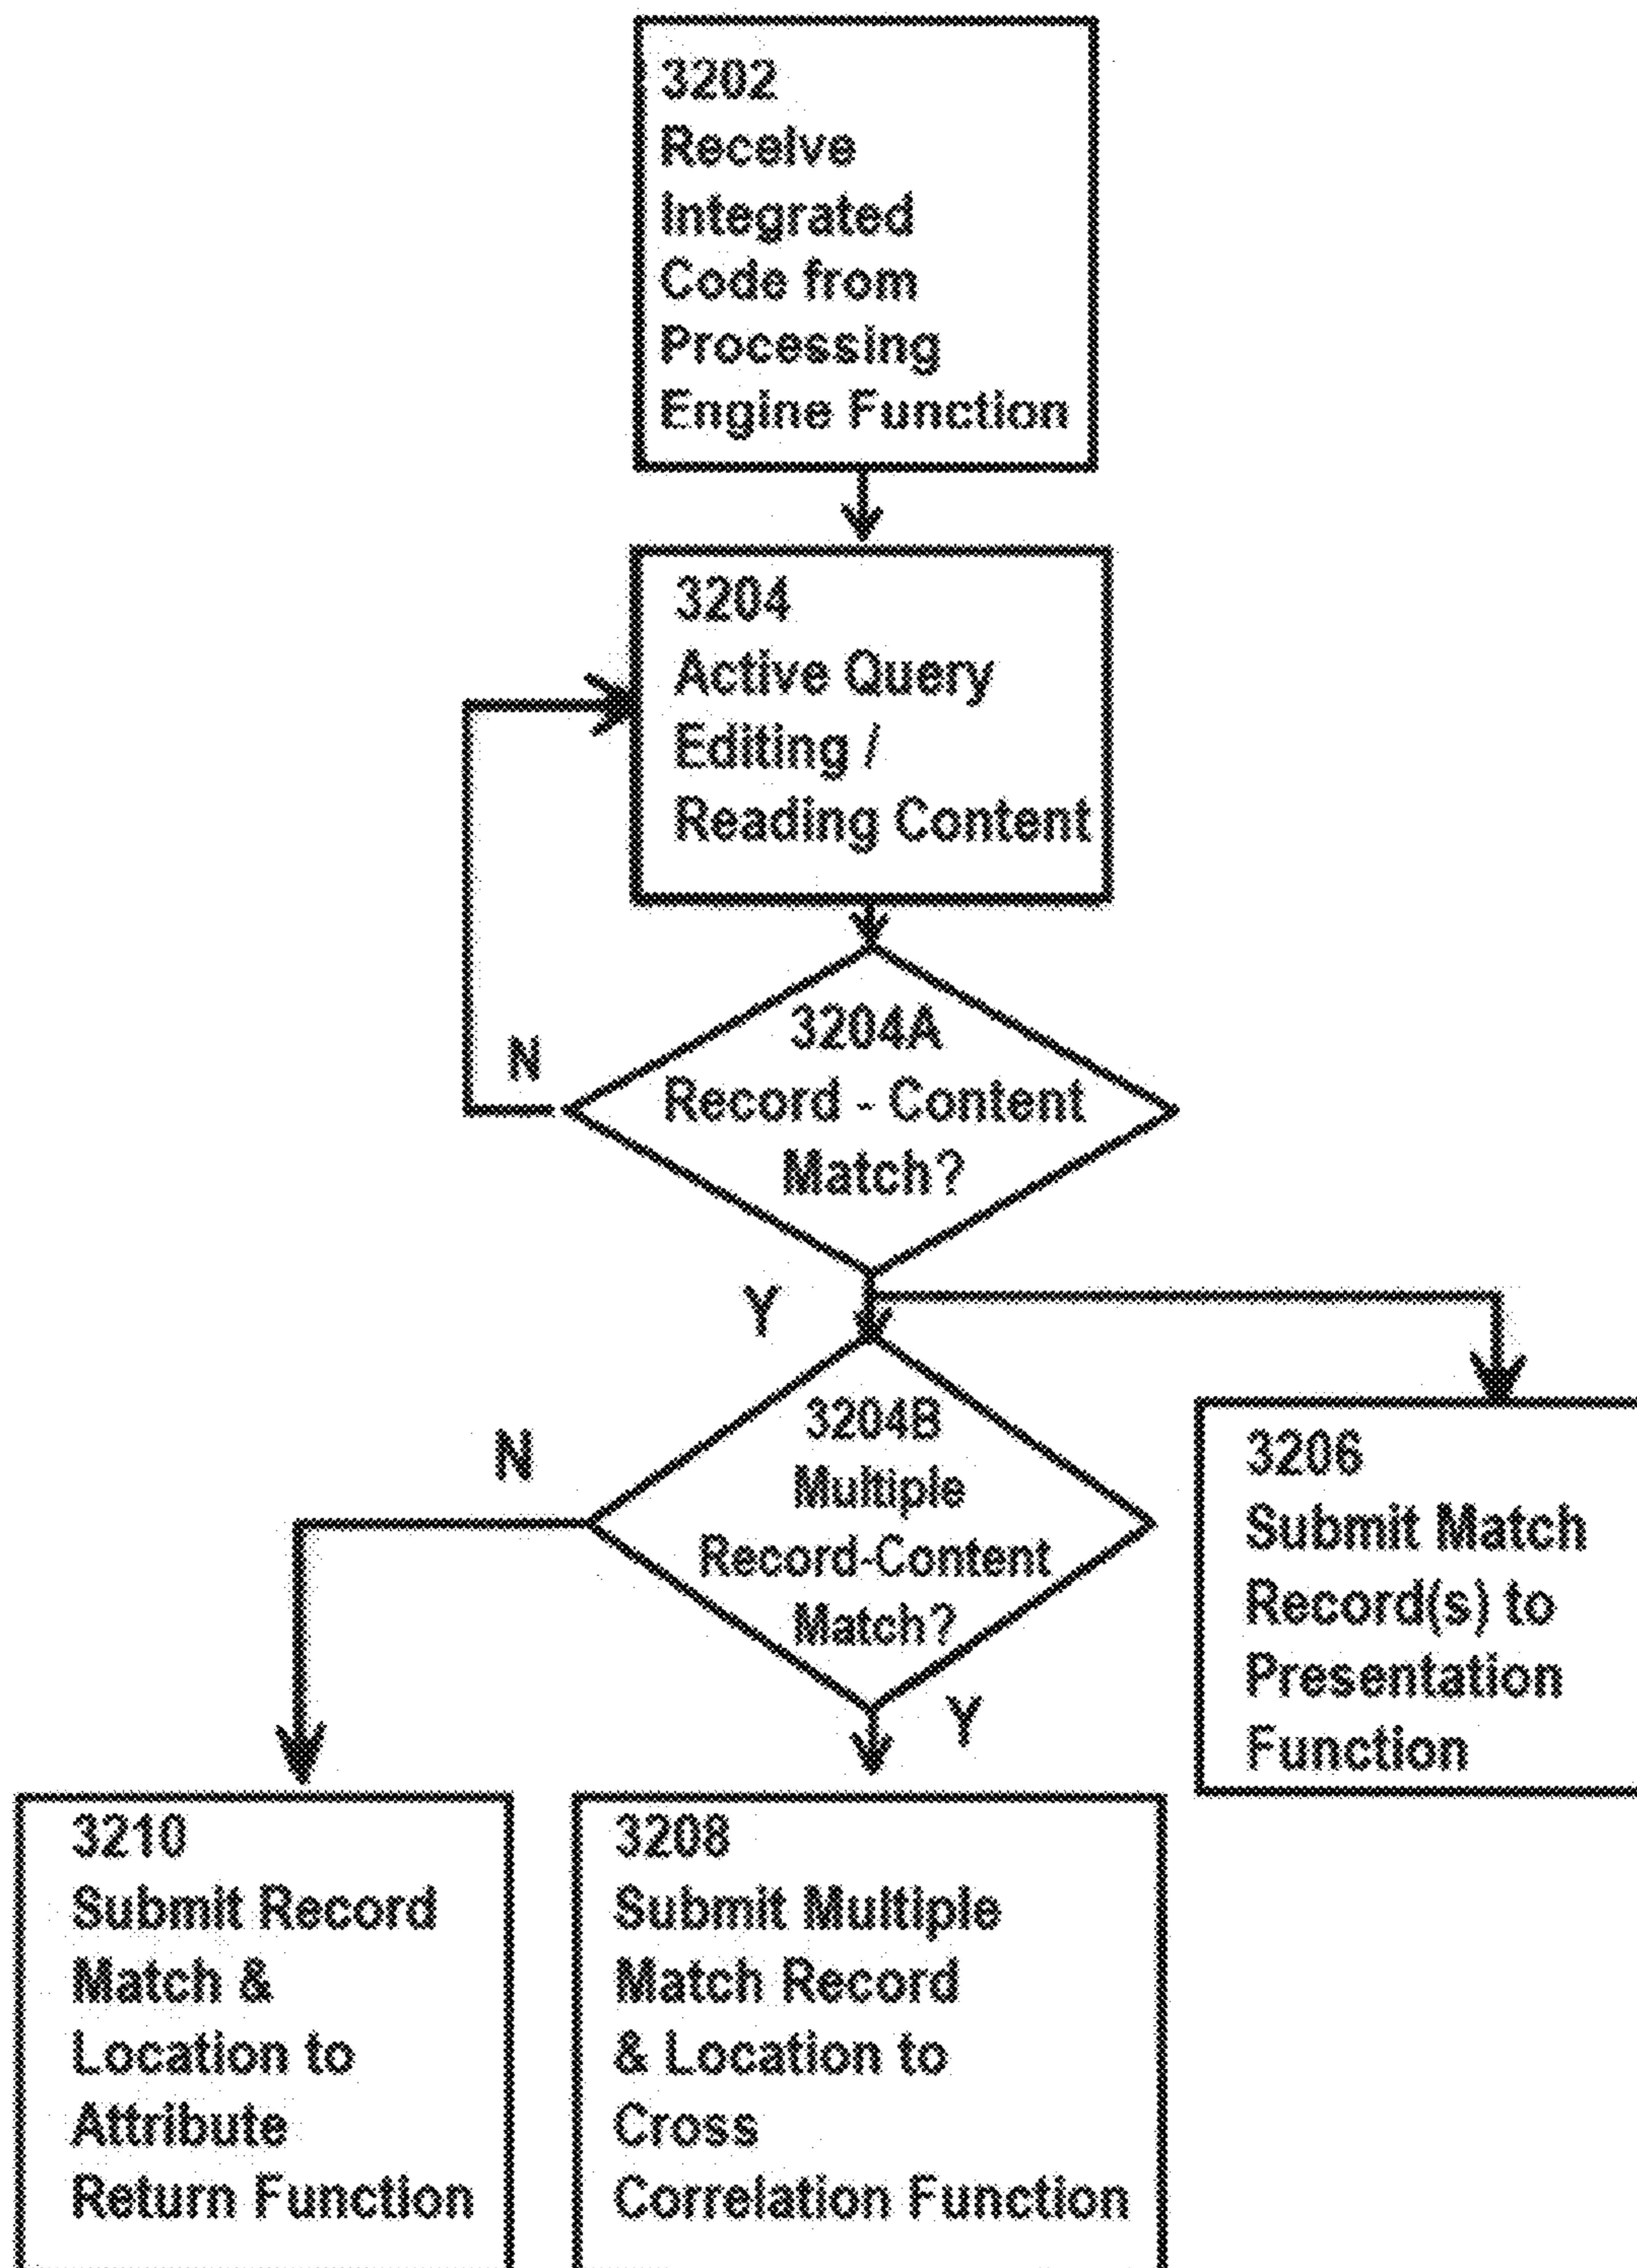 3202
Receive
Integrated
Code from
Processing
Engine Function
3204
Active Query
Editing /
Reading Content
3204A
Record - Content
Match?
N
Y
3204B
Multiple
Record-Content
Match?
N
Y
3206
Submit Match
Record(s) to
Presentation
Function
3210
Submit Record
Match &
Location to
Attribute
Return Function
3208
Submit Multiple
Match Record
& Location to
Cross
Correlation Function